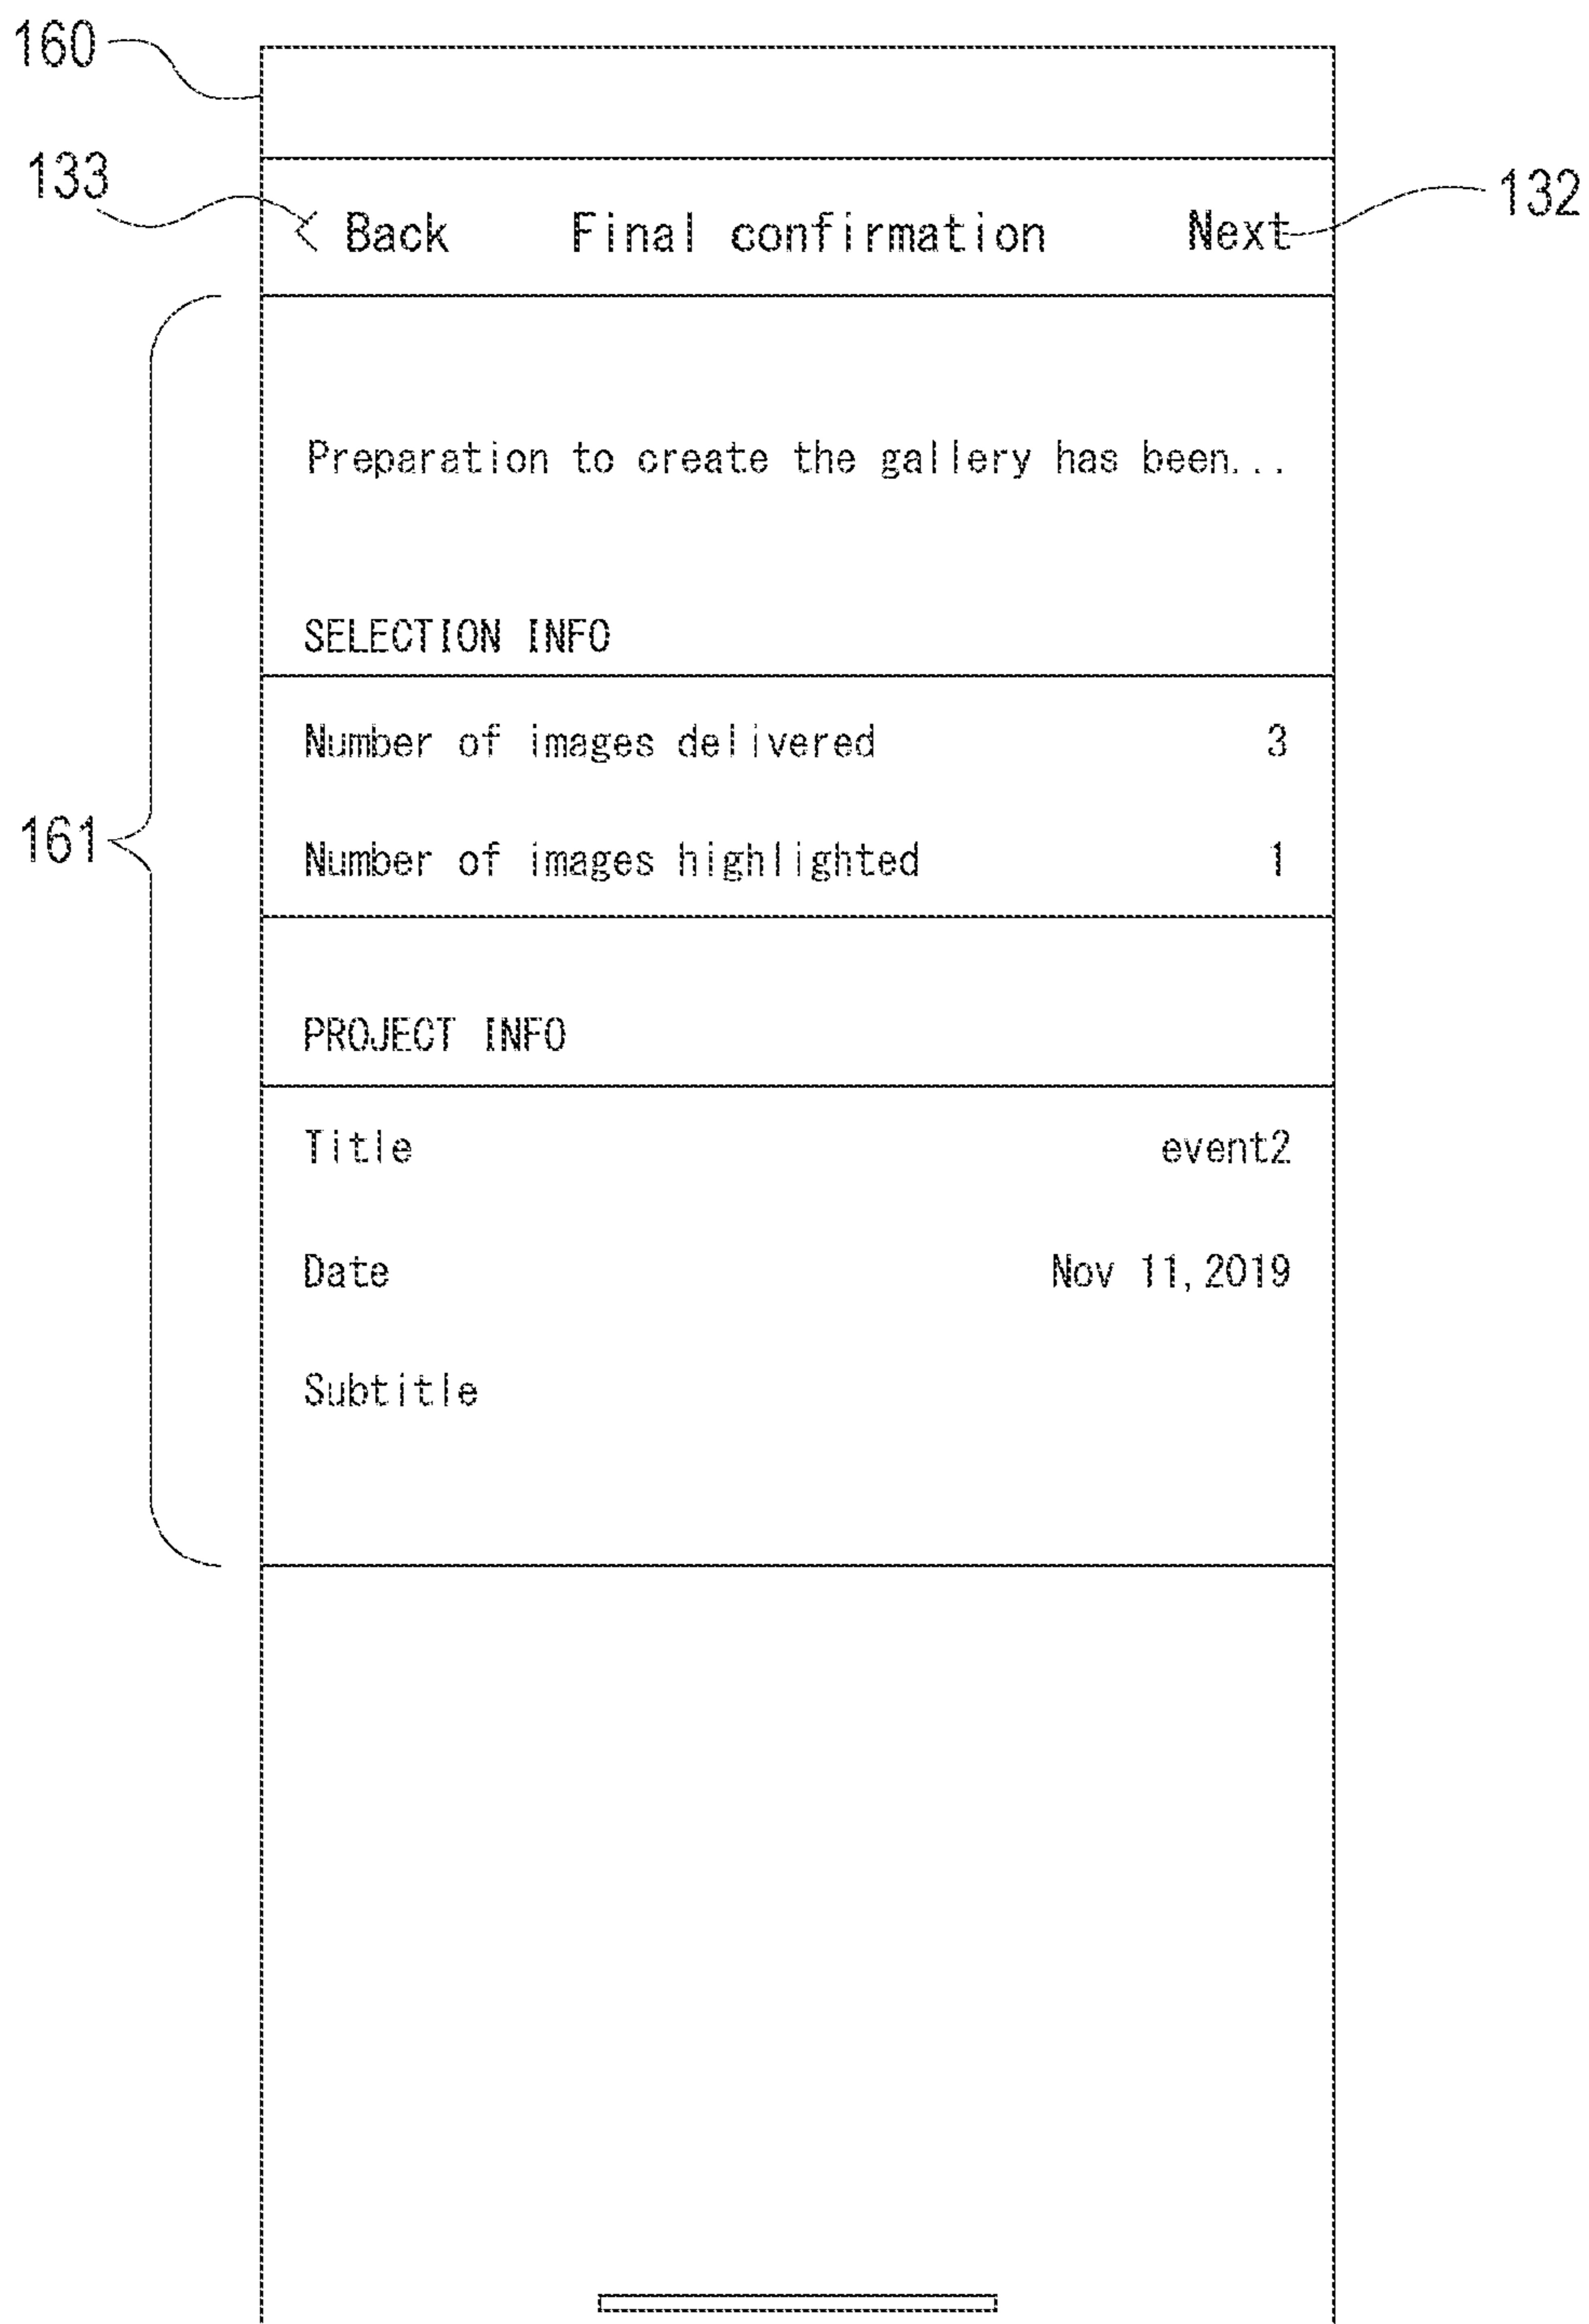 160
133
132
< Back Final confirmation Next
Preparation to create the gallery has been...
SELECTION INFO
Number of images delivered 3
161
Number of images highlighted 1
PROJECT INFO
Title event2
Date Nov 11,2019
Subtitle